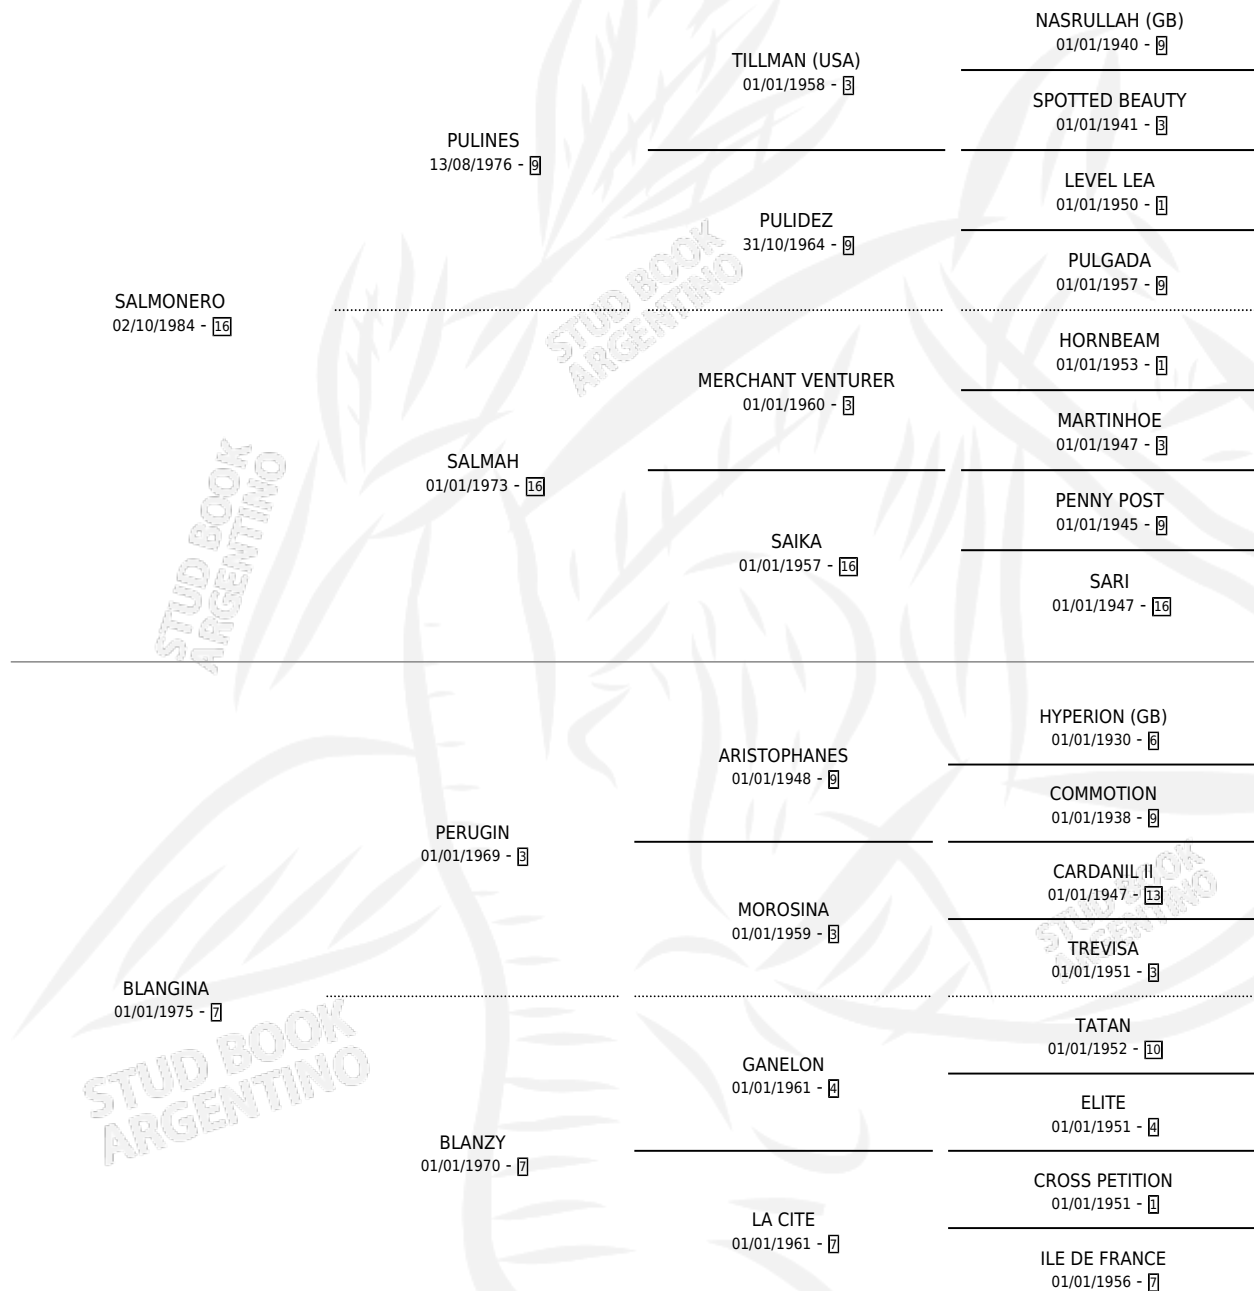 NASRULLAH (GB)
01/01/1940 - 9
TILLMAN (USA)
01/01/1958 - 3
SPOTTED BEAUTY
01/01/1941 - 3
PULINES
13/08/1976 - 9
LEVEL LEA
01/01/1950 - 1
PULIDEZ
31/10/1964 - 9
PULGADA
01/01/1957 - 9
SALMONERO
02/10/1984 - 16
HORNBEAM
01/01/1953 - 1
MERCHANT VENTURER
01/01/1960 - 3
MARTINHOE
01/01/1947 - 3
SALMAH
01/01/1973 - 16
PENNY POST
01/01/1945 - 9
SAIKA
01/01/1957 - 16
SARI
01/01/1947 - 16
HYPERION (GB)
01/01/1930 - 6
ARISTOPHANES
01/01/1948 - 9
COMMOTION
01/01/1938 - 9
PERUGIN
01/01/1969 - 3
CARDANIL II
01/01/1947 - 13
MOROSINA
01/01/1959 - 3
TREVISA
01/01/1951 - 3
BLANGINA
01/01/1975 - 7
TATAN
01/01/1952 - 10
GANELON
01/01/1961 - 4
ELITE
01/01/1951 - 4
BLANZY
01/01/1970 - 7
CROSS PETITION
01/01/1951 - 1
LA CITE
01/01/1961 - 7
ILE DE FRANCE
01/01/1956 - 7
STUD BOOK
ARGENTINO
STUD BOOK
ARGENTINO
STUD BOOK
ARGENTINO
STUD BOOK
ARGENTINO